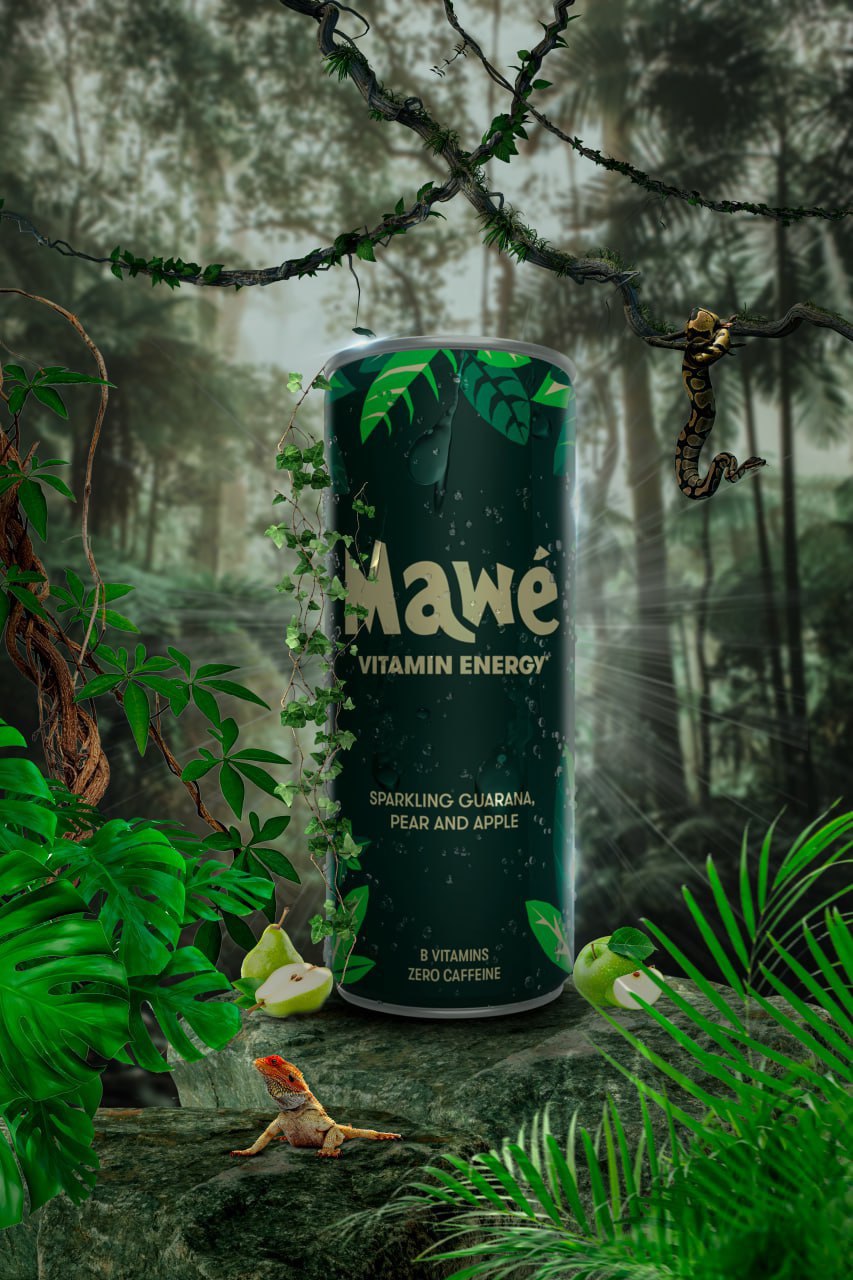 Mawé
VITAMIN ENERGY
SPARKLING GUARANA,
PEAR AND APPLE
B VITAMINS
ZERO CAFFEINE